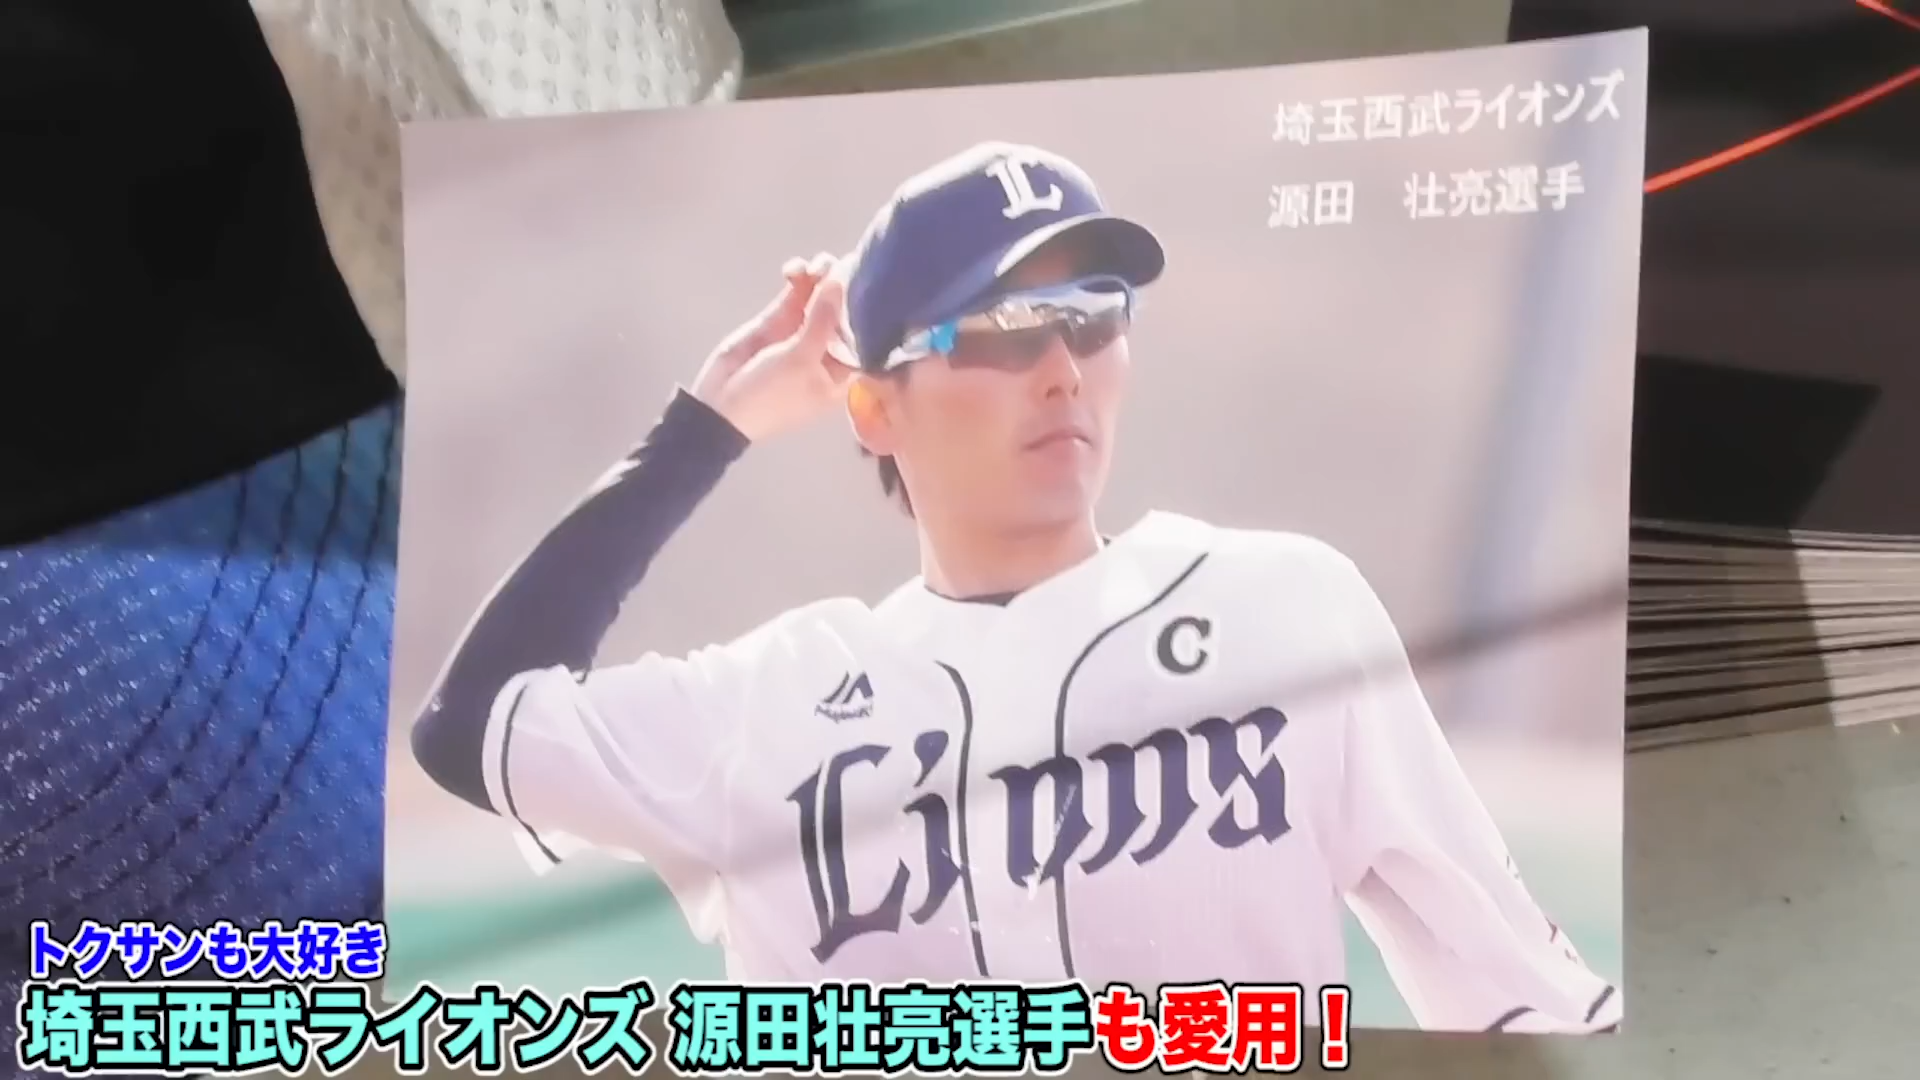 埼玉西武ライオンズ
源田 壮亮選手
L
C
Majestic
Lions
トクサンも大好き
埼玉西武ライオンズ 源田壮亮選手も愛用！